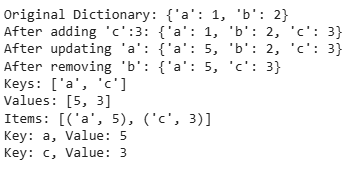 Original Dictionary: {'a': 1, 'b': 2}
After adding 'c':3: {'a': 1, 'b': 2, 'c': 3}
After updating 'a': {'a': 5, 'b': 2, 'c': 3}
After removing 'b': {'a': 5, 'c': 3}
Keys: ['a', 'c']
Values: [5, 3]
Items: [('a', 5), ('c', 3)]
Key: a, Value: 5
Key: c, Value: 3